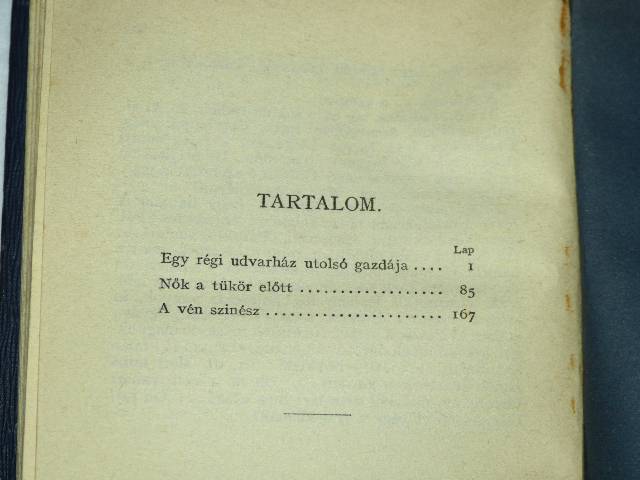 TARTALOM.
Lap
Egy régi udvarház utolsó gazdája .... 1
Nők a tükör előtt .................. 85
A vén szinész ...................... 167